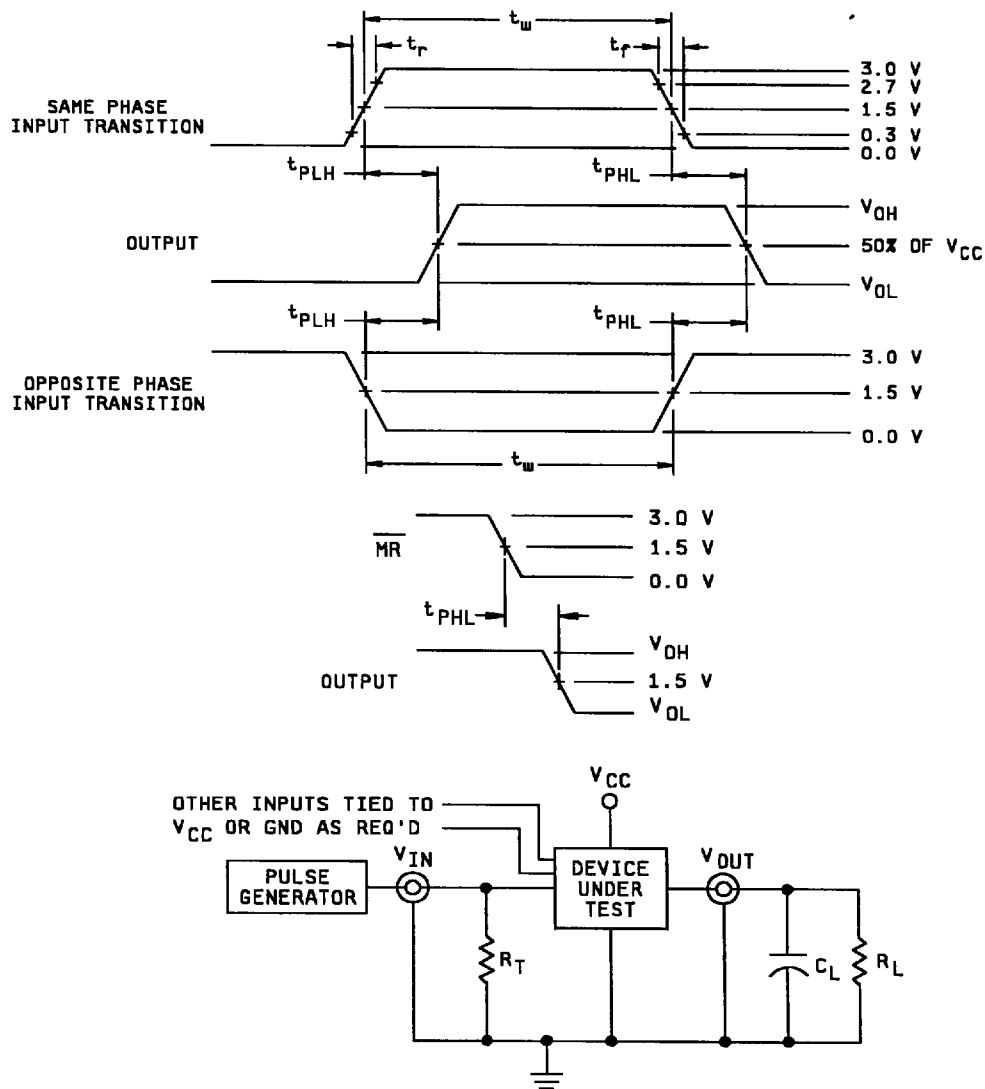 t_w
t_r
t_f
3.0 V
2.7 V
SAME PHASE
INPUT TRANSITION
1.5 V
0.3 V
0.0 V
t_PLH
t_PHL
V_OH
OUTPUT
50% OF V_CC
V_OL
t_PLH
t_PHL
3.0 V
OPPOSITE PHASE
INPUT TRANSITION
1.5 V
0.0 V
t_w
3.0 V
M̅R̅
1.5 V
0.0 V
t_PHL
V_OH
OUTPUT
1.5 V
V_OL
V_CC
OTHER INPUTS TIED TO
V_CC OR GND AS REQ'D
V_IN
V_OUT
PULSE
GENERATOR
DEVICE
UNDER
TEST
R_T
C_L
R_L